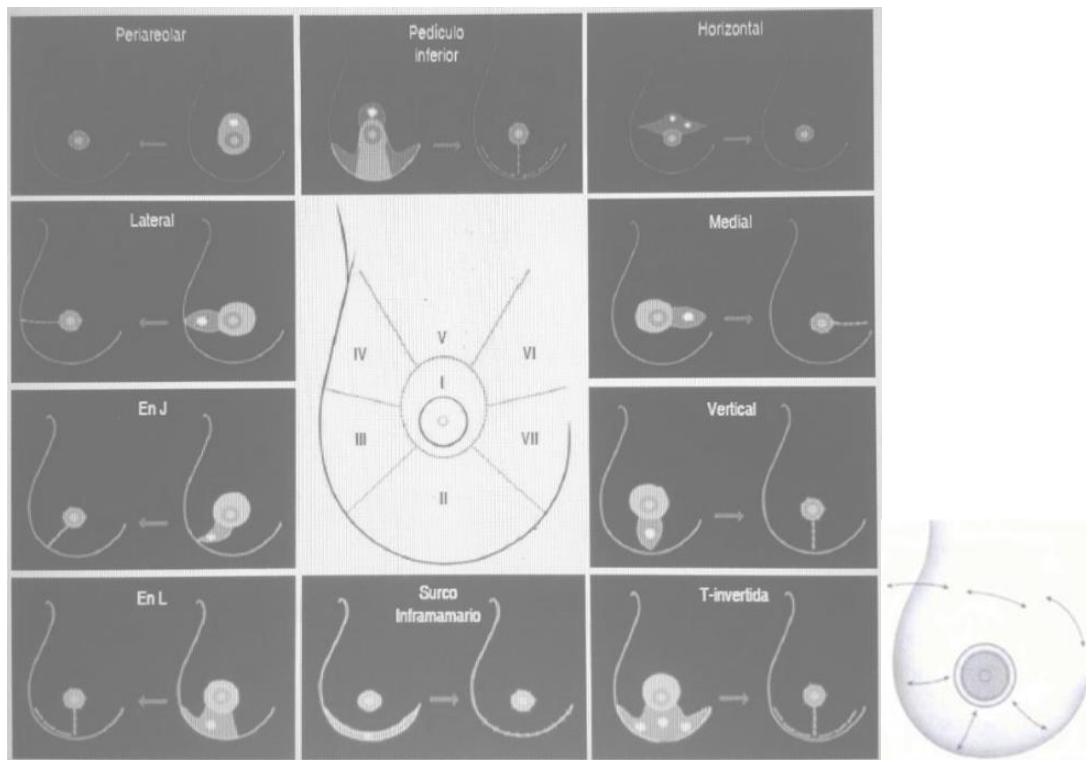 Periareolar
Pedículo
inferior
Horizontal
Lateral
Medial
V
IV
VI
I
III
VII
II
En J
Vertical
En L
Surco
Inframamario
T-invertida